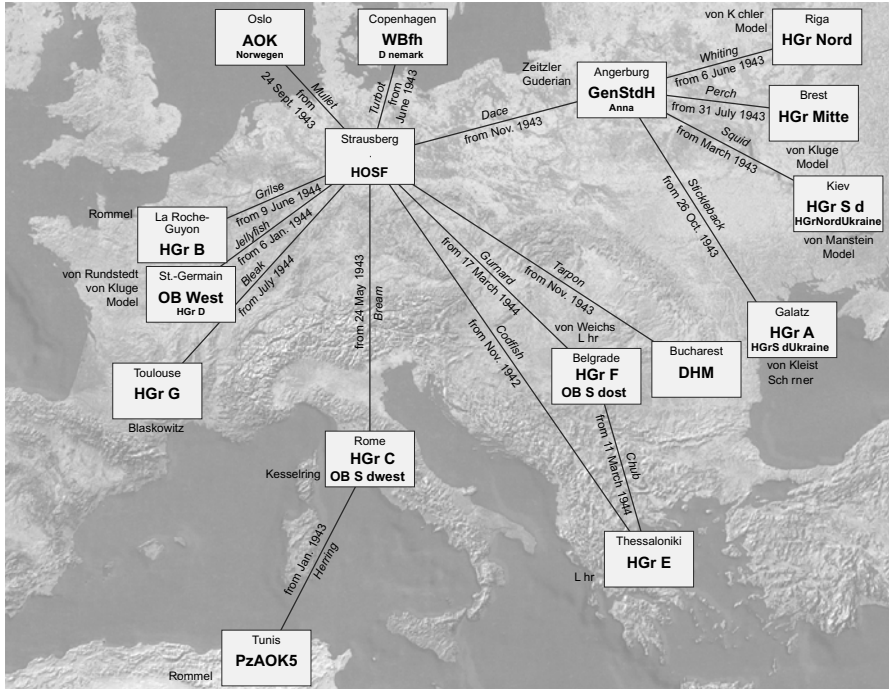 Oslo
AOK
Norwegen
Copenhagen
WBfh
D nemark
von K chler
Model
Riga
HGr Nord
Zeitzler
Guderian
Angerburg
GenStdH
Anna
Whiting
from 6 June 1943
Perch
from 31 July 1943
Squid
from March 1943
Brest
HGr Mitte
von Kluge
Model
Mullet
from
24 Sept. 1943
Turbot
from
June 1943
Dace
from Nov. 1943
Strausberg
.
HOSF
Stickleback
from 26 Oct. 1943
Kiev
HGr S d
HGrNordUkraine
von Manstein
Model
Rommel
La Roche-
Guyon
HGr B
Grilse
from 9 June 1944
Jellyfish
from 6 Jan. 1944
Bleak
from July 1944
von Rundstedt
von Kluge
Model
St.-Germain
OB West
HGr D
from 24 May 1943
Bream
Gurnard
from 17 March 1944
Tarpon
from Nov. 1943
Codfish
from Nov. 1942
Galatz
HGr A
HGrS dUkraine
von Kleist
Sch rner
von Weichs
L hr
Belgrade
HGr F
OB S dost
Bucharest
DHM
Toulouse
HGr G
Blaskowitz
Chub
from 11 March 1944
Kesselring
Rome
HGr C
OB S dwest
from Jan. 1943
Herring
L hr
Thessaloniki
HGr E
Rommel
Tunis
PzAOK5